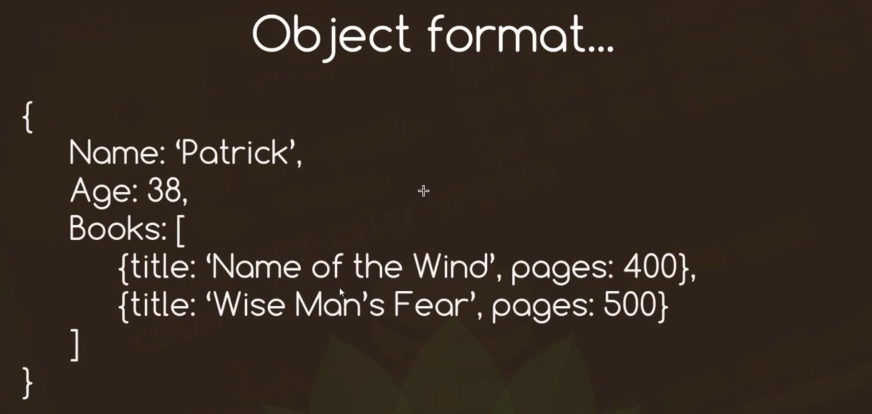 Object format...
{
Name: ‘Patrick’,
Age: 38,
Books: [
{title: ‘Name of the Wind’, pages: 400},
{title: ‘Wise Man’s Fear’, pages: 500}
]
}